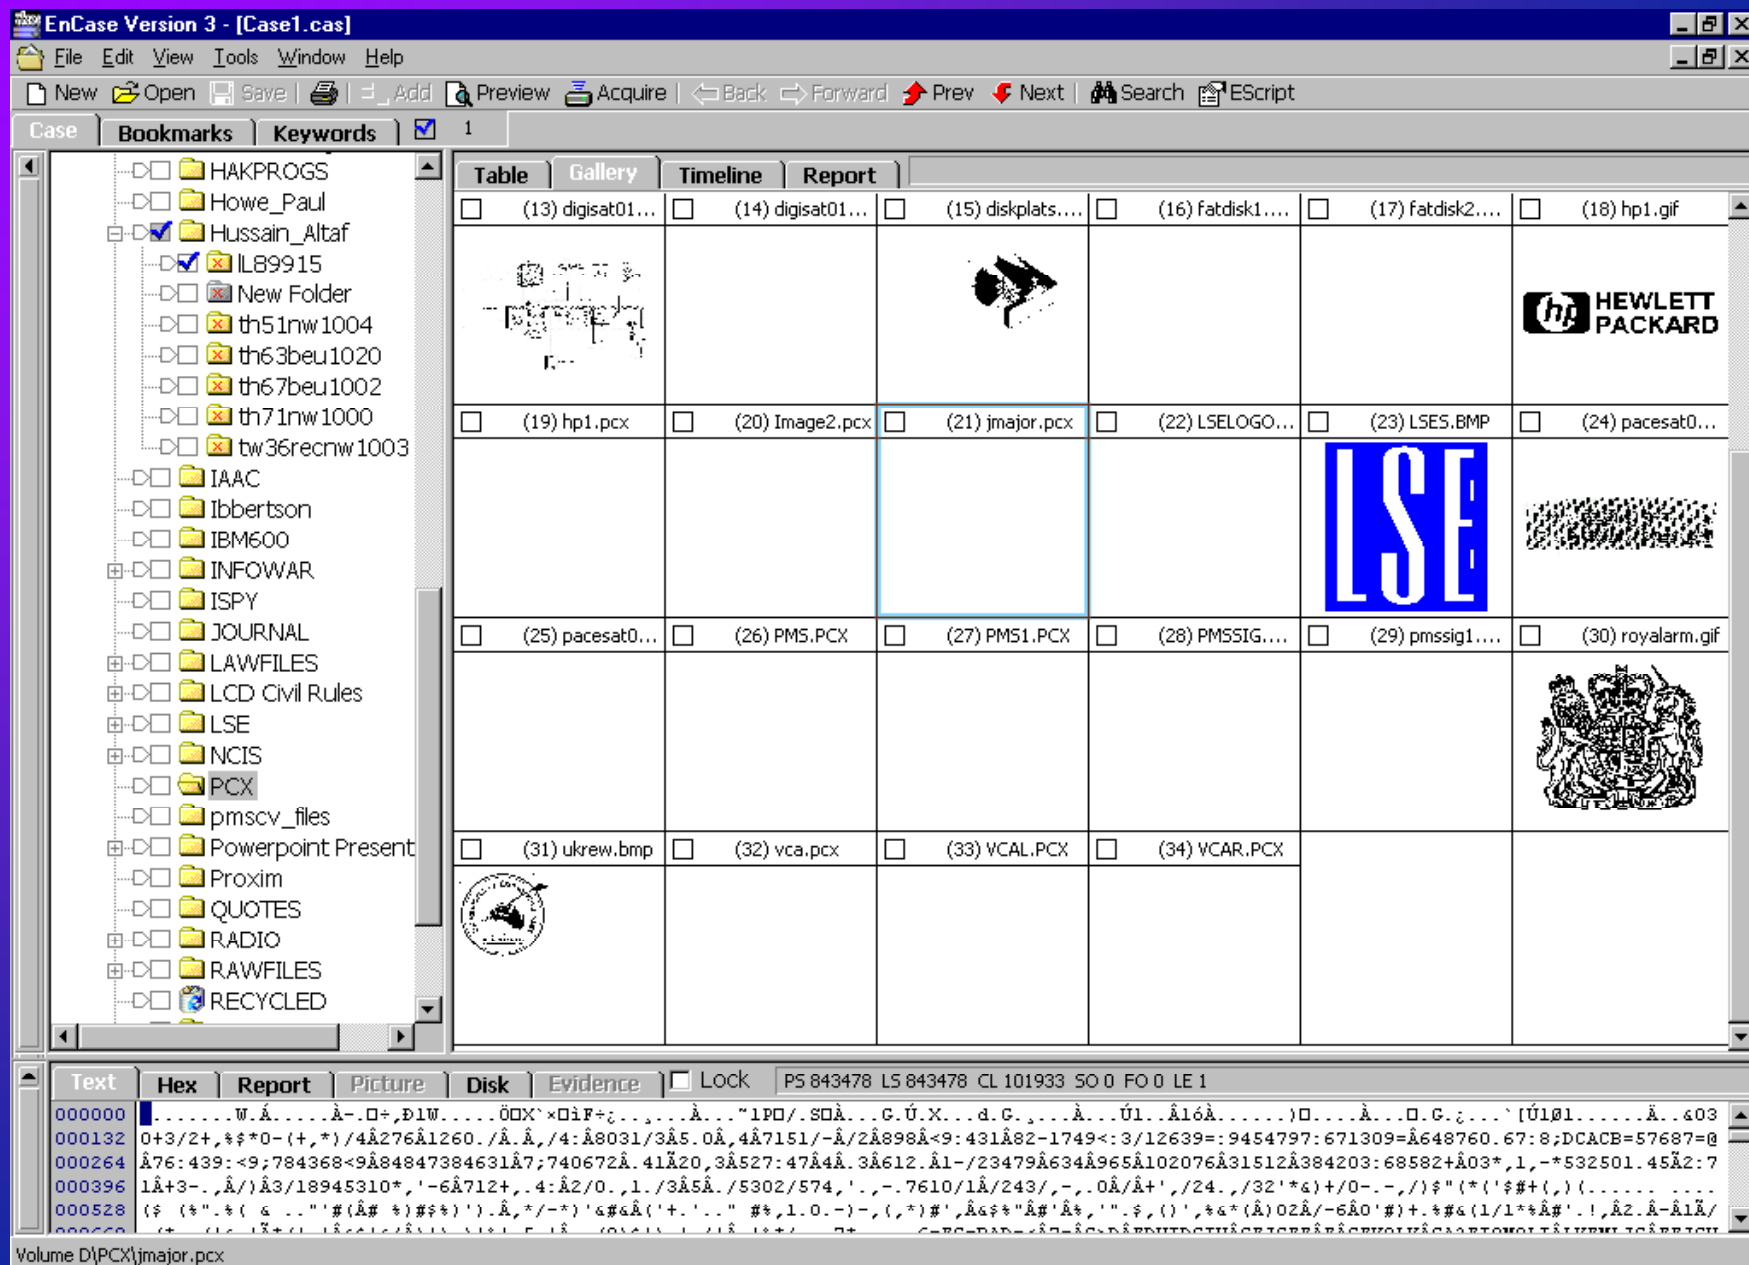 EnCase Version 3 - [Case1.cas]
File Edit View Tools Window Help
New Open Save Add Preview Acquire Back Forward Prev Next Search EScript
Case Bookmarks Keywords 1
HAKPROGS
Howe_Paul
Hussain_Altaf
IL89915
New Folder
th51nw1004
th63beu1020
th67beu1002
th71nw1000
tw36recnw1003
IAAC
Ibbertson
IBM600
INFOWAR
ISPY
JOURNAL
LAWFILES
LCD Civil Rules
LSE
NCIS
PCX
pmscv_files
Powerpoint Present
Proxim
QUOTES
RADIO
RAWFILES
RECYCLED
Table Gallery Timeline Report
(13) digisat01... (14) digisat01... (15) diskplats.... (16) fatdisk1.... (17) fatdisk2.... (18) hp1.gif
hp HEWLETT
PACKARD
(19) hp1.pcx (20) Image2.pcx (21) jmajor.pcx (22) LSELOGO... (23) LSES.BMP (24) pacesat0...
LSE
(25) pacesat0... (26) PMS.PCX (27) PMS1.PCX (28) PMSSIG.... (29) pmssig1.... (30) royalarm.gif
(31) ukrew.bmp (32) vca.pcx (33) VCAL.PCX (34) VCAR.PCX
Text Hex Report Picture Disk Evidence Lock PS 843478 LS 843478 CL 101933 SO 0 FO 0 LE 1
000000
000132
000264
000396
000528
Volume D\PCX\jmajor.pcx